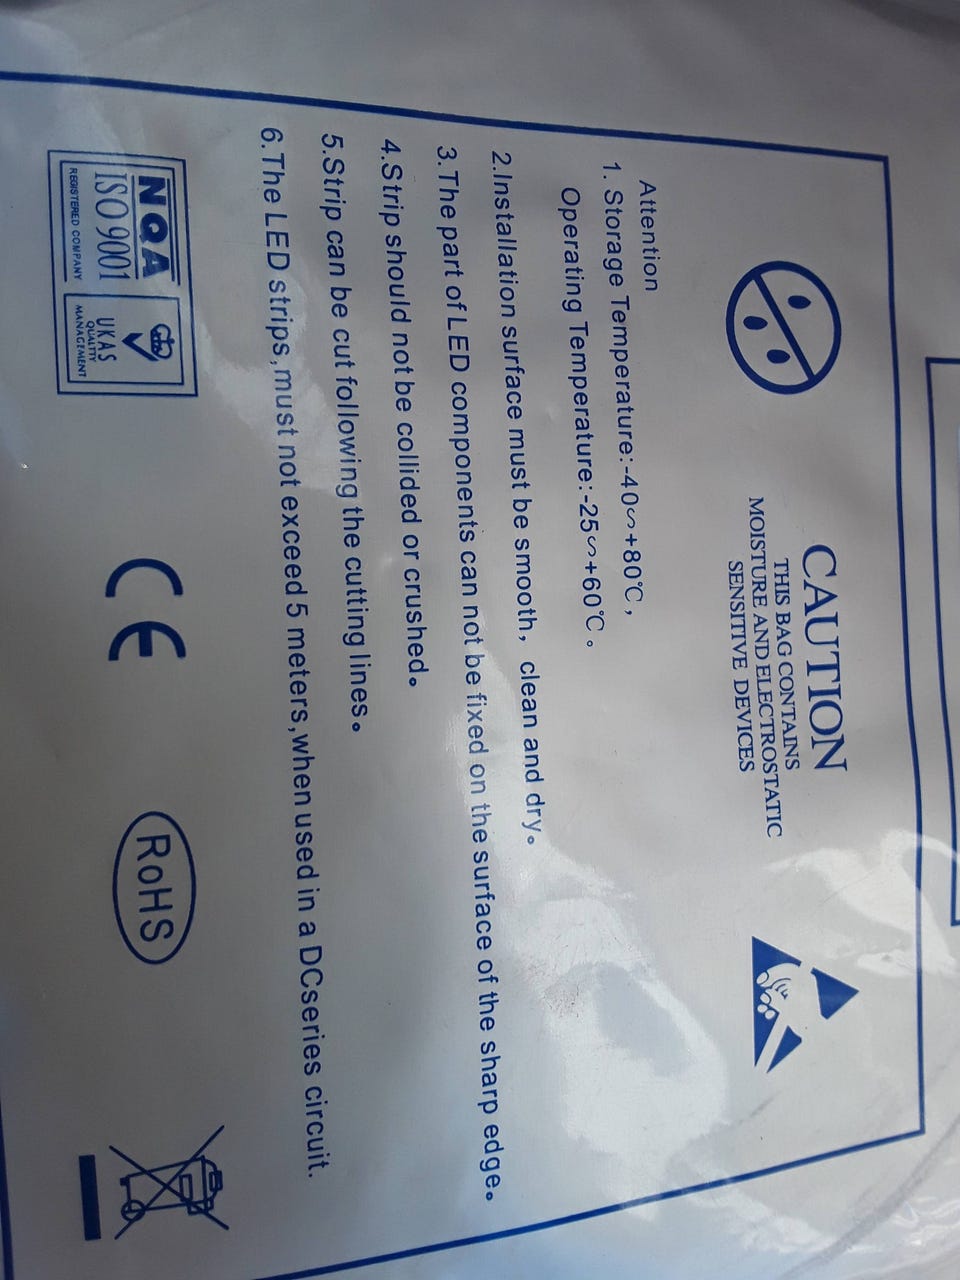 CAUTION
THIS BAG CONTAINS
MOISTURE AND ELECTROSTATIC
SENSITIVE DEVICES
Attention
1. Storage Temperature:-40∽+80℃,
Operating Temperature:-25∽+60℃。
2.Installation surface must be smooth, clean and dry。
3.The part of LED components can not be fixed on the surface of the sharp edge。
4.Strip should not be collided or crushed。
5.Strip can be cut following the cutting lines。
6.The LED strips,must not exceed 5 meters,when used in a DCseries circuit.
NQA
ISO 9001
REGISTERED COMPANY
UKAS
QUALITY
MANAGEMENT
CE
RoHS